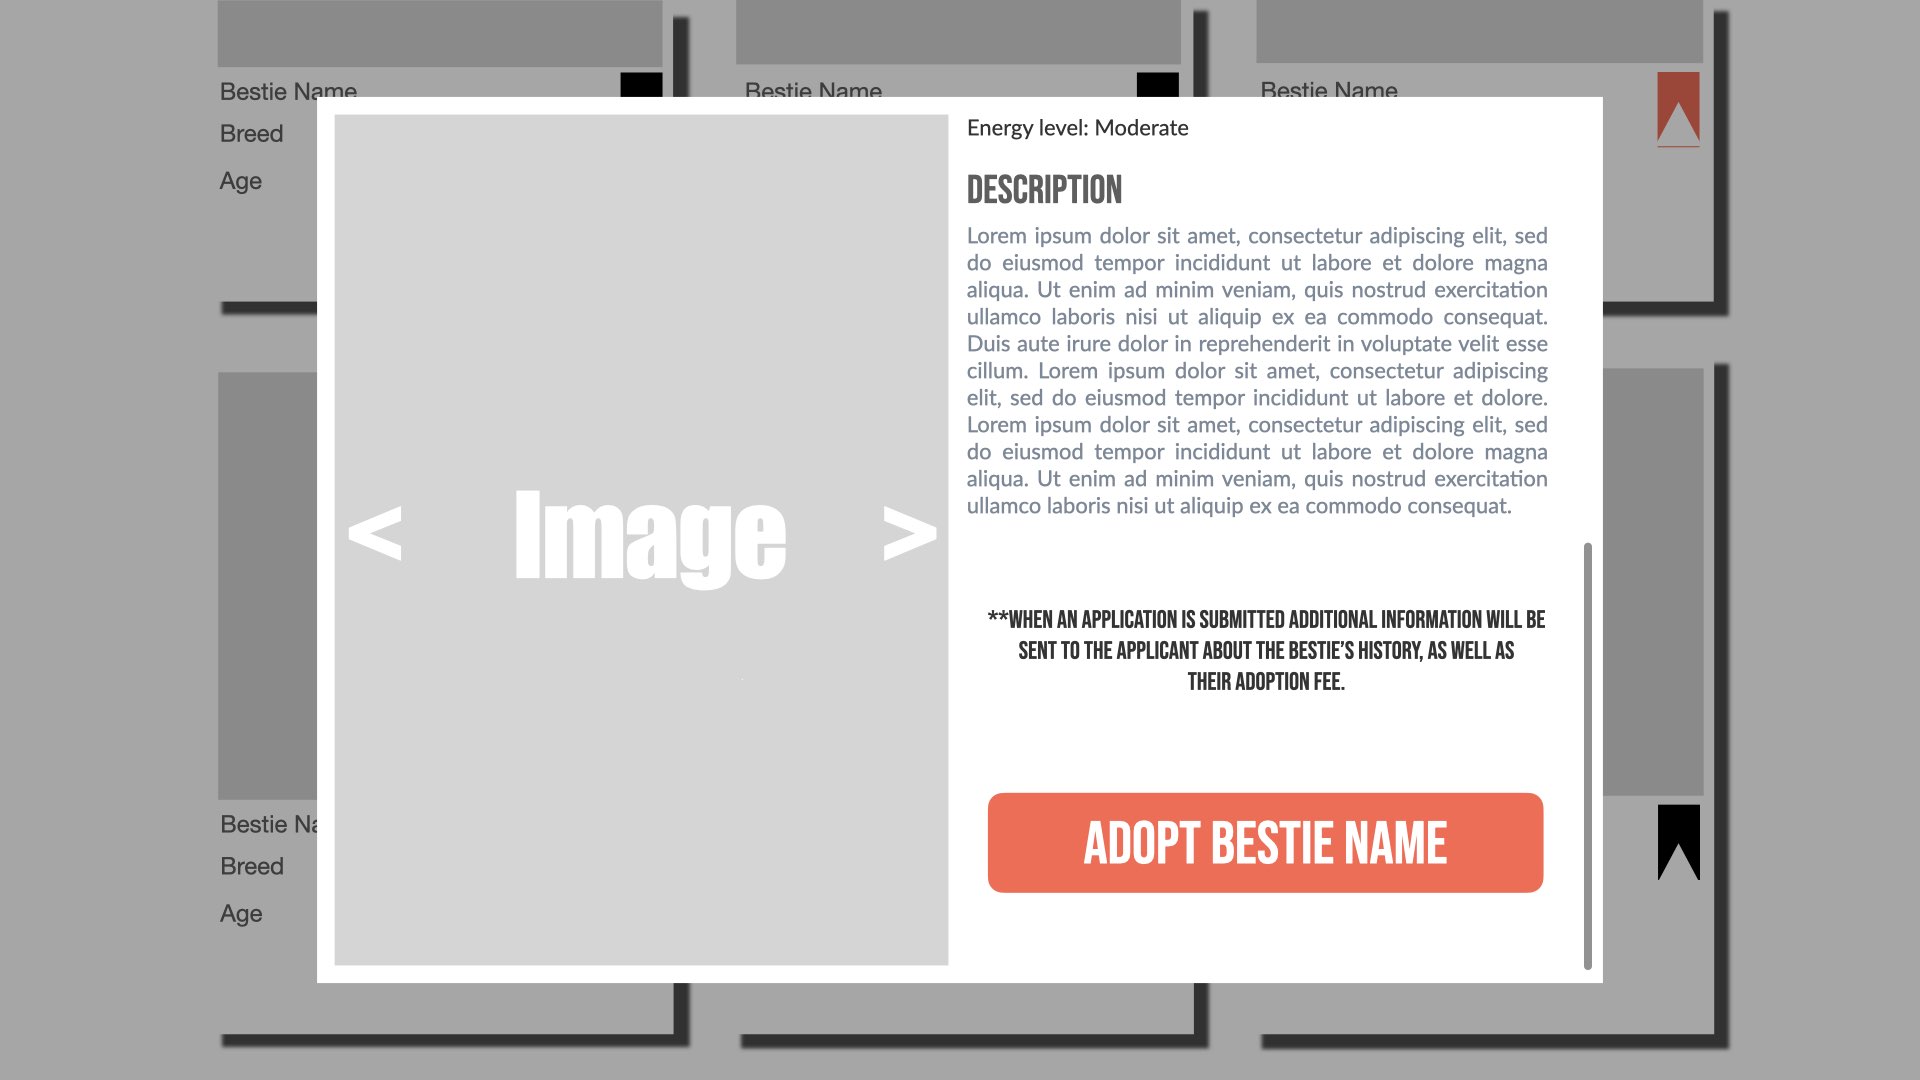 Bestie Name
Bestie Name
Bestie Name
Breed
Age
Energy level: Moderate
DESCRIPTION
Lorem ipsum dolor sit amet, consectetur adipiscing elit, sed
do eiusmod tempor incididunt ut labore et dolore magna
aliqua. Ut enim ad minim veniam, quis nostrud exercitation
ullamco laboris nisi ut aliquip ex ea commodo consequat.
Duis aute irure dolor in reprehenderit in voluptate velit esse
cillum. Lorem ipsum dolor sit amet, consectetur adipiscing
elit, sed do eiusmod tempor incididunt ut labore et dolore.
Lorem ipsum dolor sit amet, consectetur adipiscing elit, sed
do eiusmod tempor incididunt ut labore et dolore magna
aliqua. Ut enim ad minim veniam, quis nostrud exercitation
ullamco laboris nisi ut aliquip ex ea commodo consequat.
< Image >
**WHEN AN APPLICATION IS SUBMITTED ADDITIONAL INFORMATION WILL BE
SENT TO THE APPLICANT ABOUT THE BESTIE’S HISTORY, AS WELL AS
THEIR ADOPTION FEE.
ADOPT BESTIE NAME
Bestie Na
Breed
Age